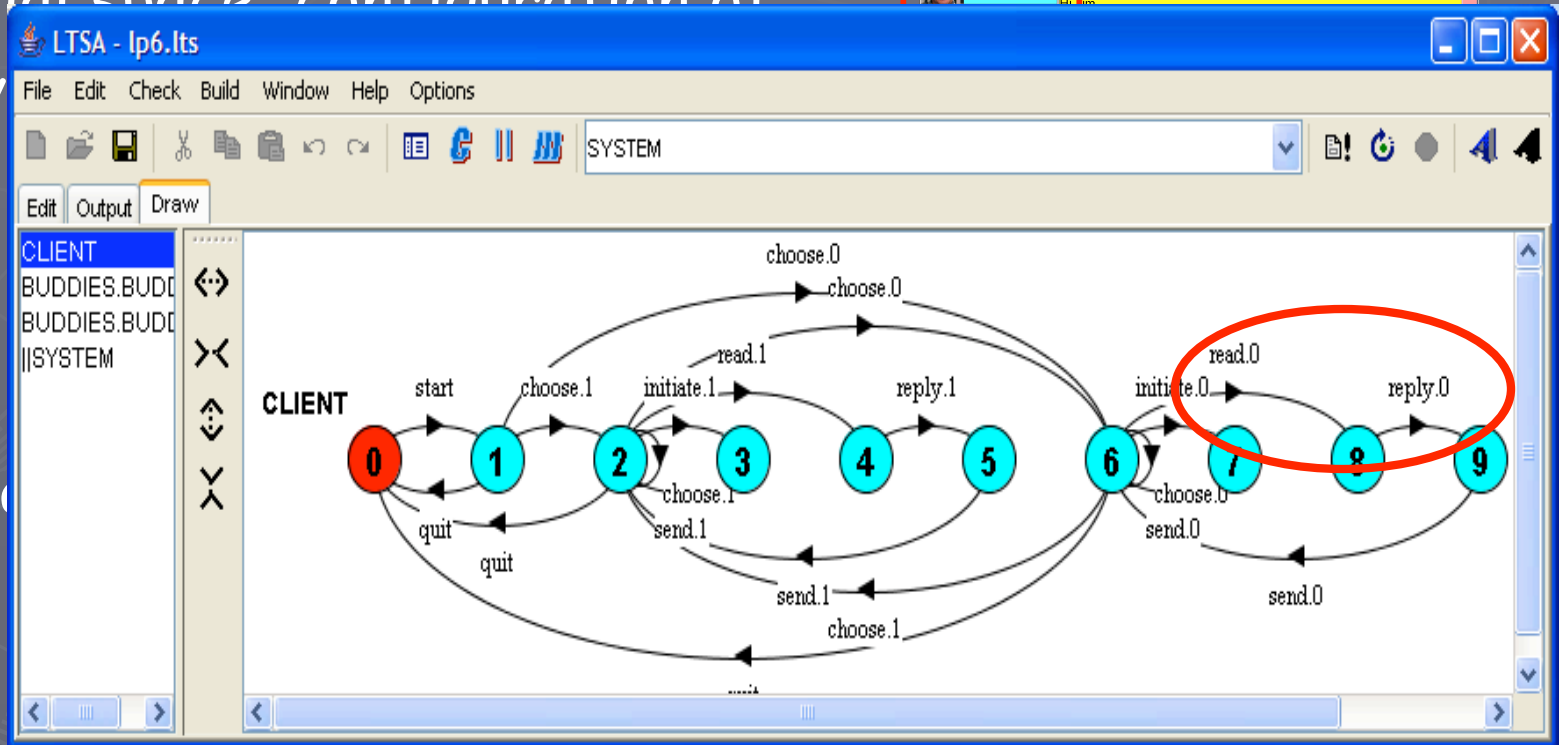 LTSA - lp6.lts
File Edit Check Build Window Help Options
SYSTEM
Edit Output Draw
CLIENT
BUDDIES.BUDD
BUDDIES.BUDD
||SYSTEM
choose.0
choose.0
read.1
read.0
start
choose.1
initiate.1
reply.1
initiate.0
reply.0
CLIENT
0 1 2 3 4 5 6 7 8 9
choose.1
choose.0
quit
send.1
send.0
quit
send.1
send.0
choose.1